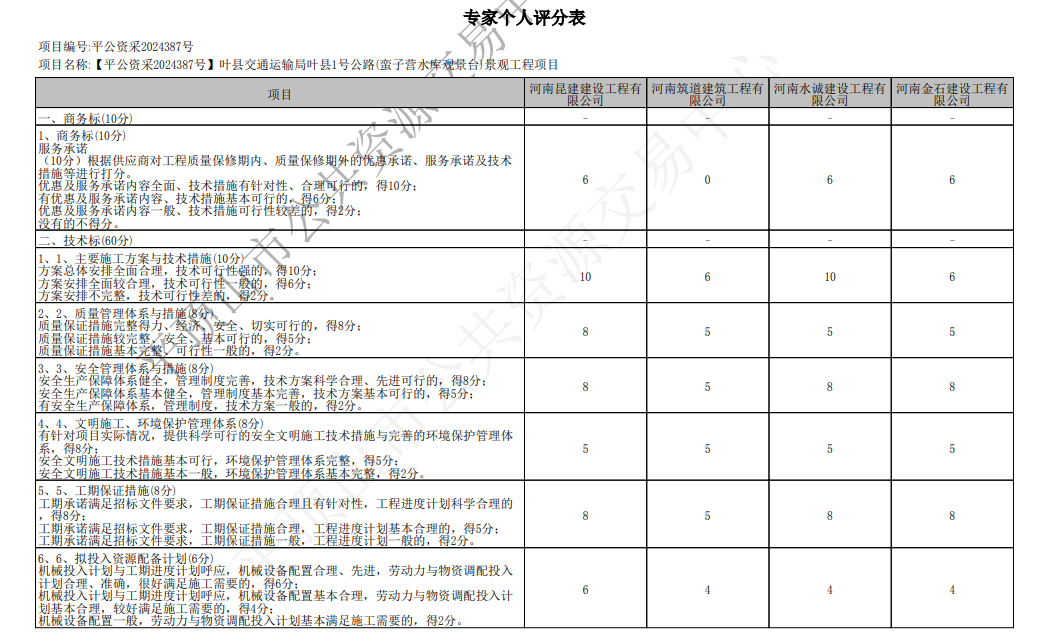 专家个人评分表
项目编号:平公资采2024387号
项目名称:【平公资采2024387号】叶县交通运输局叶县1号公路(蛮子营水库观景台)景观工程项目
项目 河南昆建建设工程有限公司 河南筑道建筑工程有限公司 河南水诚建设工程有限公司 河南金石建设工程有限公司
一、商务标(10分) - - - -
1、商务标(10分)
服务承诺
（10分）根据供应商对工程质量保修期内、质量保修期外的优惠承诺、服务承诺及技术
措施等进行打分。
优惠及服务承诺内容全面、技术措施有针对性、合理可行的，得10分；
有优惠及服务承诺内容、技术措施基本可行的，得6分；
优惠及服务承诺内容一般、技术措施可行性较差的，得2分；
没有的不得分。
6 0 6 6
二、技术标(60分) - - - -
1、1、主要施工方案与技术措施(10分)
方案总体安排全面合理，技术可行性强的，得10分；
方案安排全面较合理，技术可行性一般的，得6分；
方案安排不完整，技术可行性差的，得2分。
10 6 10 6
2、2、质量管理体系与措施(8分)
质量保证措施完整得力、经济、安全、切实可行的，得8分；
质量保证措施较完整、安全、基本可行的，得5分；
质量保证措施基本完整、可行性一般的，得2分。
8 5 5 5
3、3、安全管理体系与措施(8分)
安全生产保障体系健全，管理制度完善，技术方案科学合理、先进可行的，得8分；
安全生产保障体系基本健全，管理制度基本完善，技术方案基本可行的，得5分；
有安全生产保障体系，管理制度，技术方案一般的，得2分。
8 5 8 8
4、4、文明施工、环境保护管理体系(8分)
有针对项目实际情况，提供科学可行的安全文明施工技术措施与完善的环境保护管理体
系，得8分；
安全文明施工技术措施基本可行，环境保护管理体系完整，得5分；
安全文明施工技术措施基本一般，环境保护管理体系基本完整，得2分。
5 5 5 5
5、5、工期保证措施(8分)
工期承诺满足招标文件要求，工期保证措施合理且有针对性，工程进度计划科学合理的
，得8分；
工期承诺满足招标文件要求，工期保证措施合理，工程进度计划基本合理的，得5分；
工期承诺满足招标文件要求，工期保证措施一般，工程进度计划一般的，得2分。
8 5 8 8
6、6、拟投入资源配备计划(6分)
机械投入计划与工期进度计划呼应，机械设备配置合理、先进，劳动力与物资调配投入
计划合理、准确，很好满足施工需要的，得6分；
机械投入计划与工期进度计划呼应，机械设备配置基本合理，劳动力与物资调配投入计
划基本合理，较好满足施工需要的，得4分；
机械设备配置一般，劳动力与物资调配投入计划基本满足施工需要的，得2分。
6 4 4 4
平顶山市公共资源交易中心
平顶山市公共资源交易中心